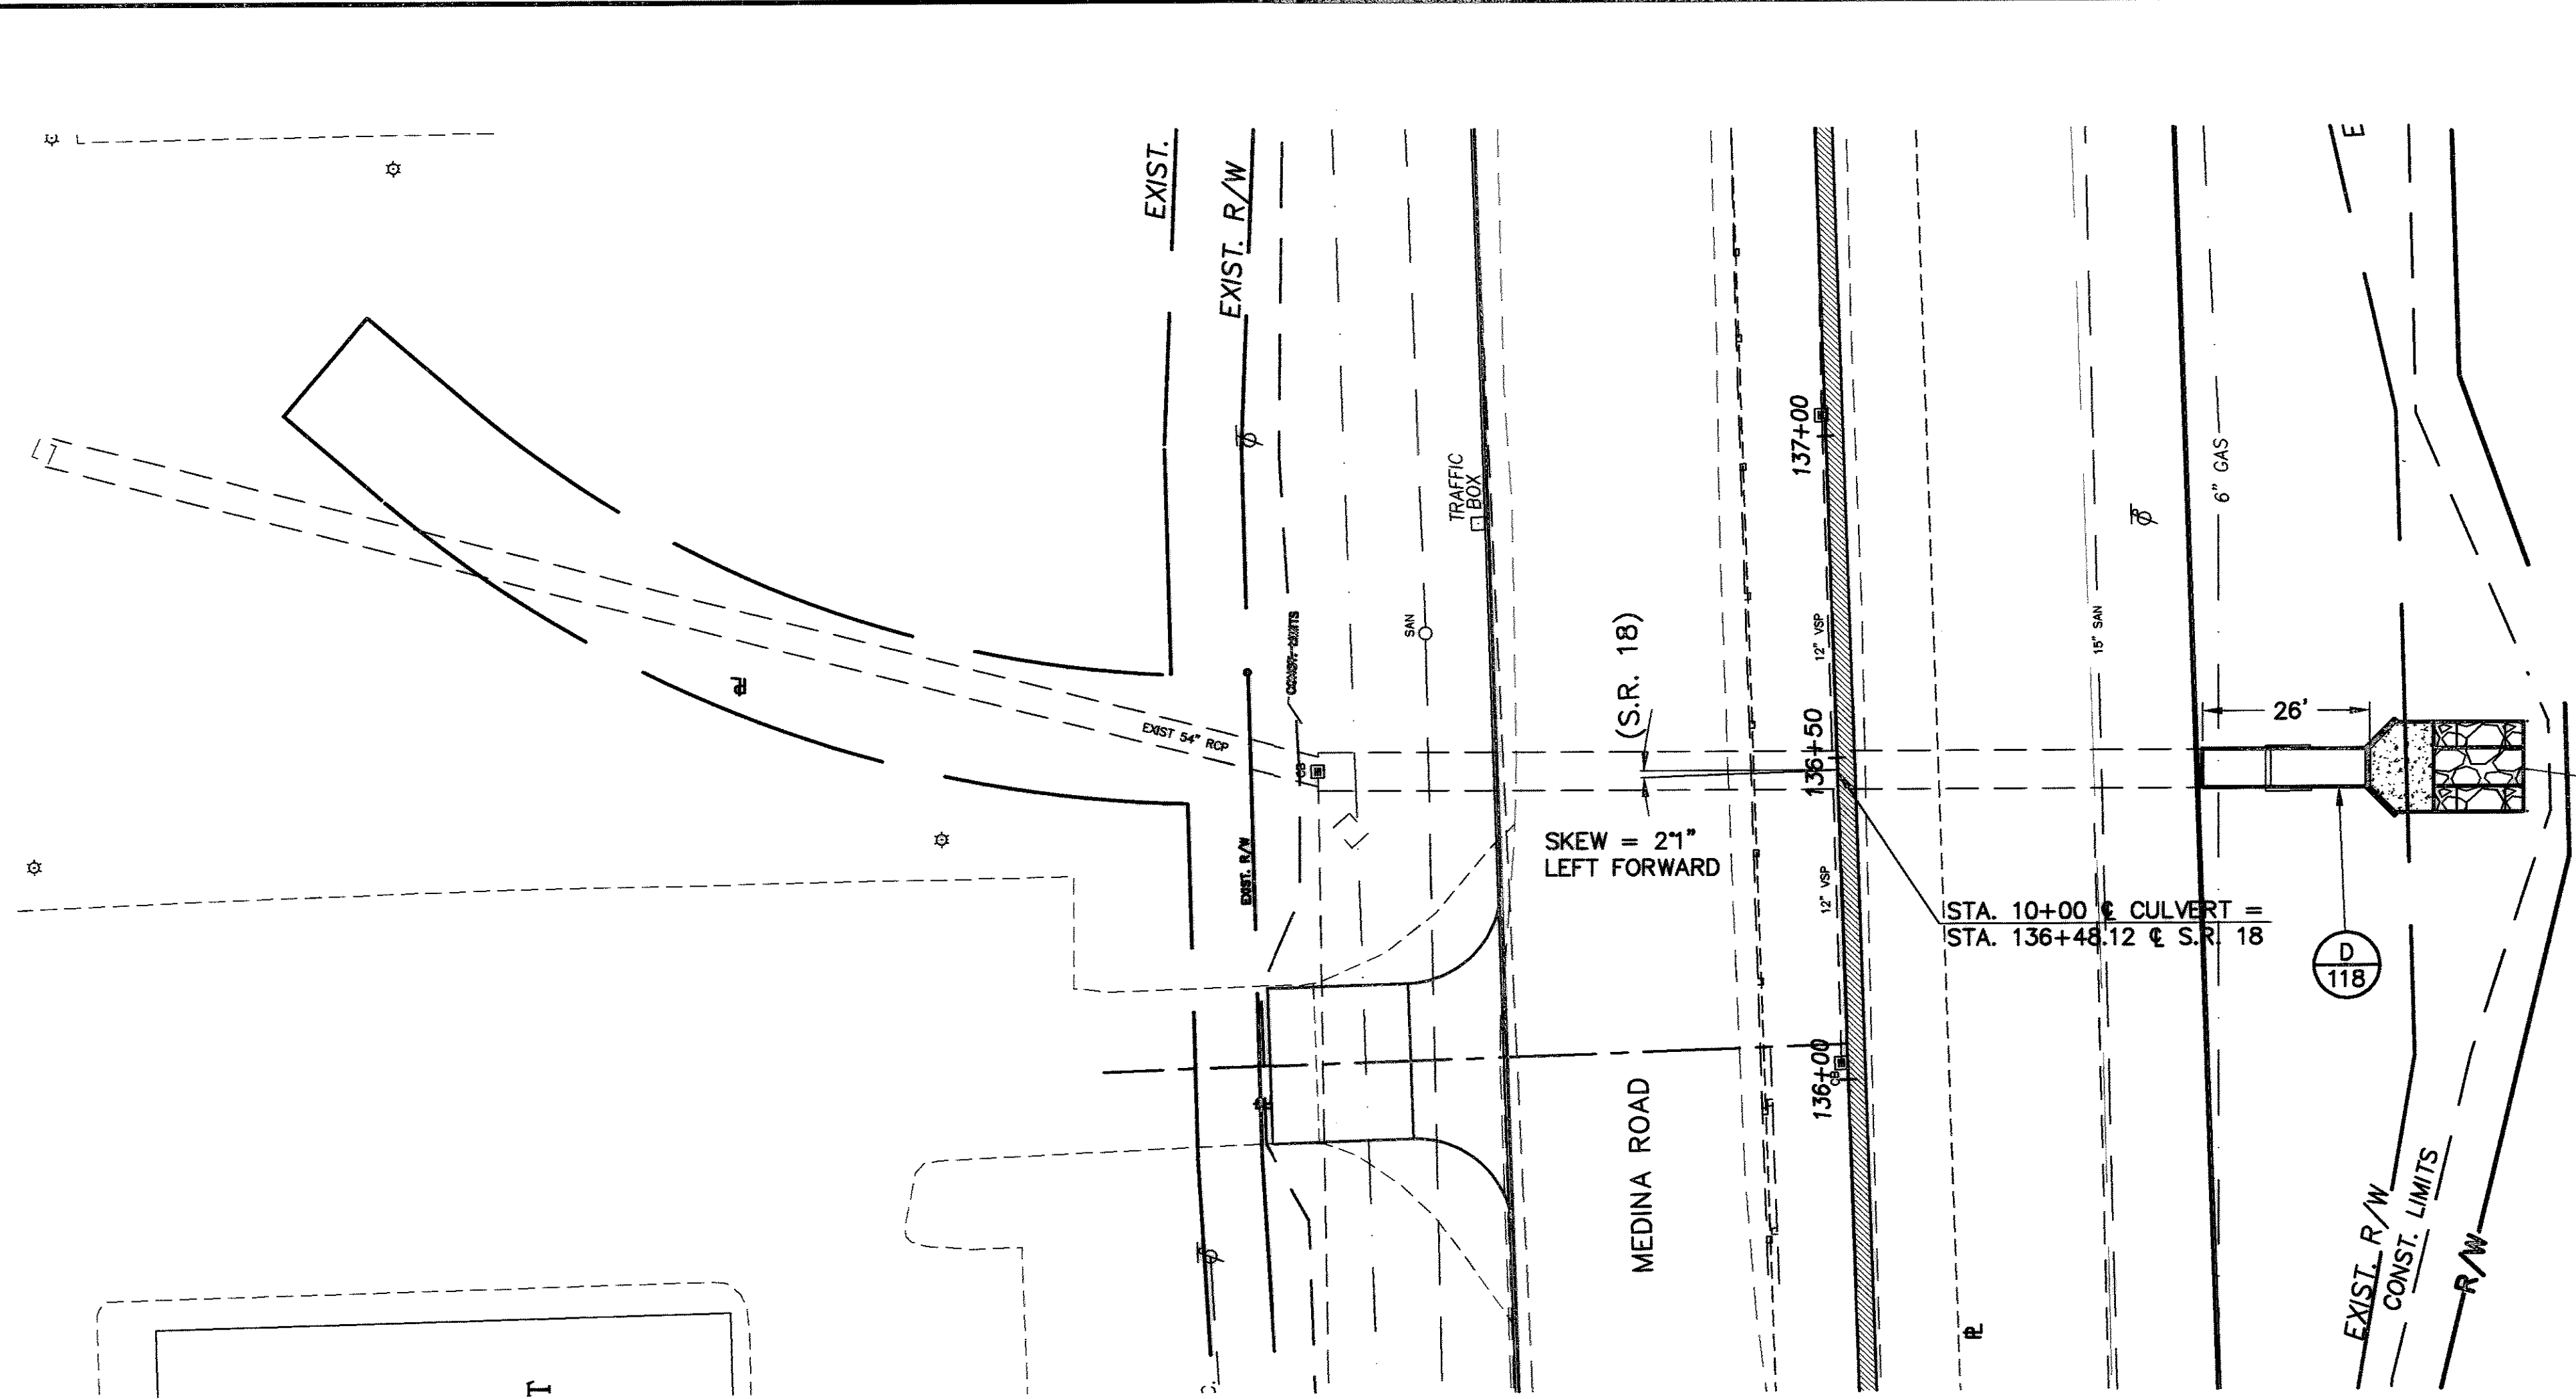 EXIST.
EXIST. R/W
E
137+00
TRAFFIC
BOX
6" GAS
SAN
12" VSP
15" SAN
(S.R. 18)
26'
EXIST 54" RCP
136+50
CB
SKEW = 2°1"
LEFT FORWARD
EXIST. R/W
12" VSP
STA. 10+00 ℄ CULVERT =
STA. 136+48.12 ℄ S.R. 18
D
118
136+00
CB
MEDINA ROAD
EXIST. R/W
CONST. LIMITS
R/W
T